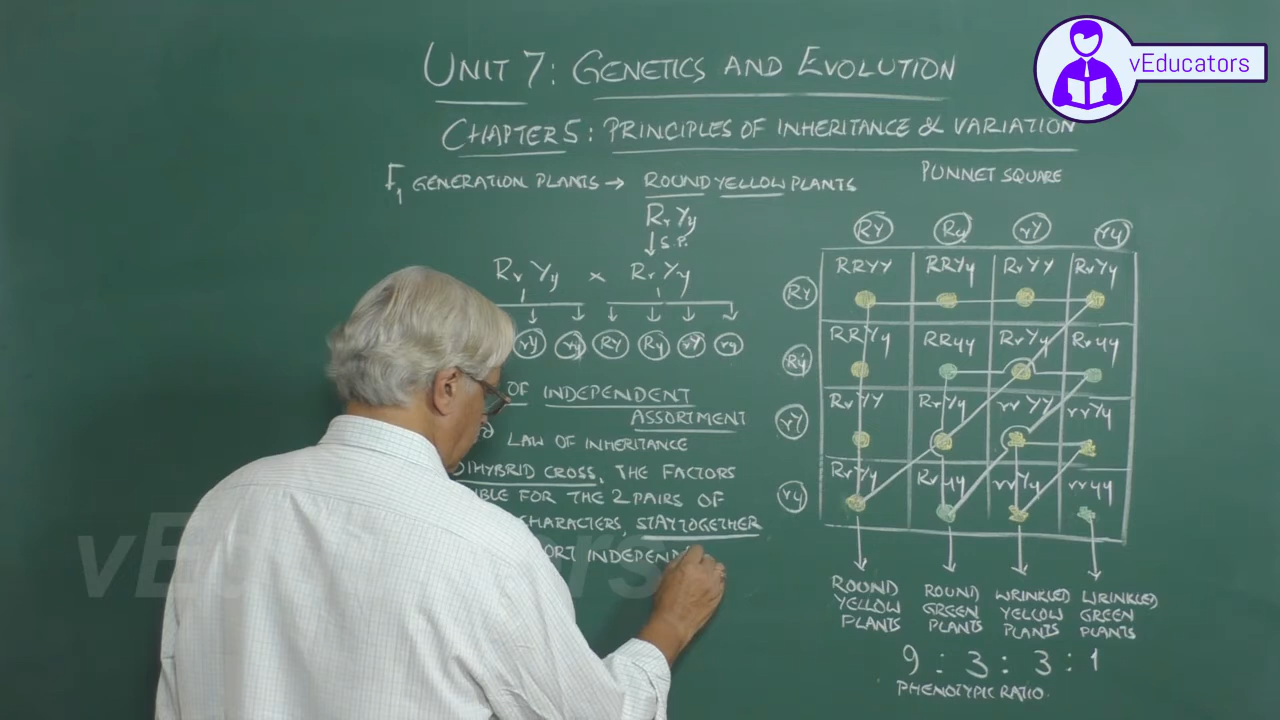 vEducators
UNIT 7: GENETICS AND EVOLUTION
CHAPTER 5: PRINCIPLES OF INHERITANCE & VARIATION
F1 GENERATION PLANTS → ROUND YELLOW PLANTS
PUNNET SQUARE
RrYy
↓ S.P.
RrYy × RrYy
rY ry RY Ry rY ry
OF INDEPENDENT
ASSORTMENT
LAW OF INHERITANCE
DIHYBRID CROSS, THE FACTORS
FOR THE 2 PAIRS OF
CHARACTERS, STAY TOGETHER
INDEPEN
RY Ry rY ry
RY RRYY RRYy RrYY RrYy
Ry RRYy RRyy RrYy Rryy
rY RrYY RrYy rrYY rrYy
ry RrYy Rryy rrYy rryy
ROUND YELLOW PLANTS
ROUND GREEN PLANTS
WRINKLED YELLOW PLANTS
WRINKLED GREEN PLANTS
9 : 3 : 3 : 1
PHENOTYPIC RATIO.
vEducators